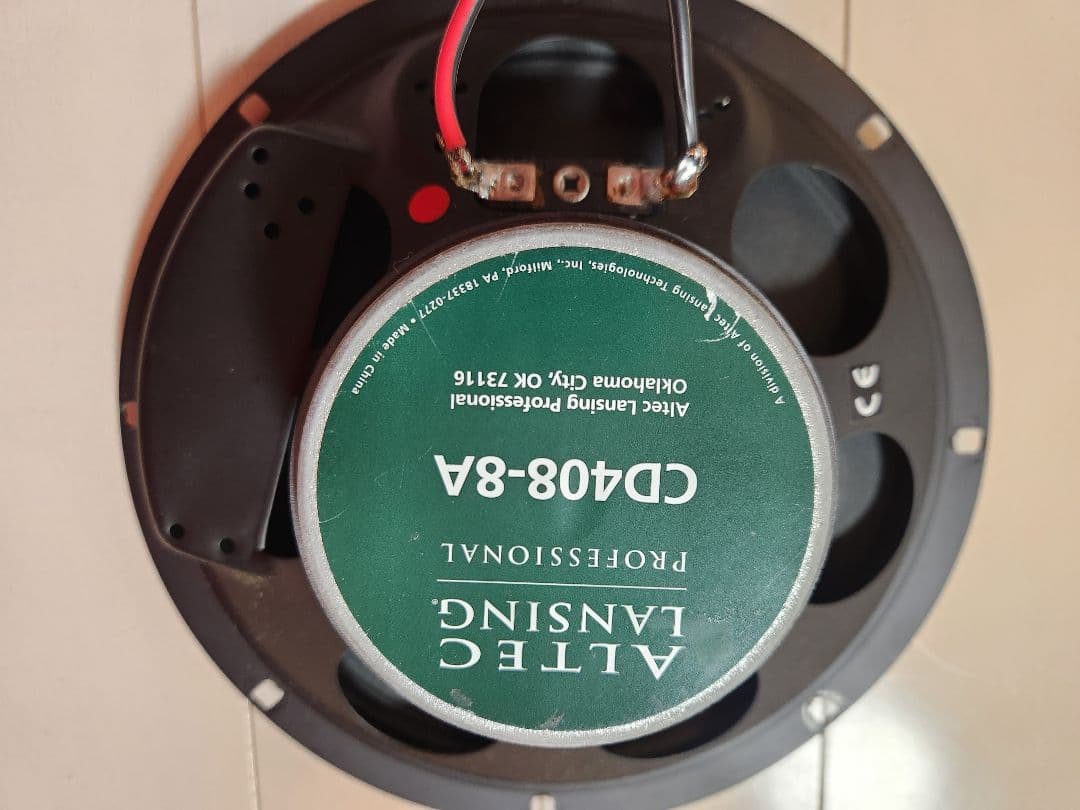 ALTEC
LANSING®
PROFESSIONAL
CD408-8A
Altec Lansing Professional
Oklahoma City, OK 73116
A division of Altec Lansing Technologies, Inc., Milford, PA 18337-0277 • Made in China
CE